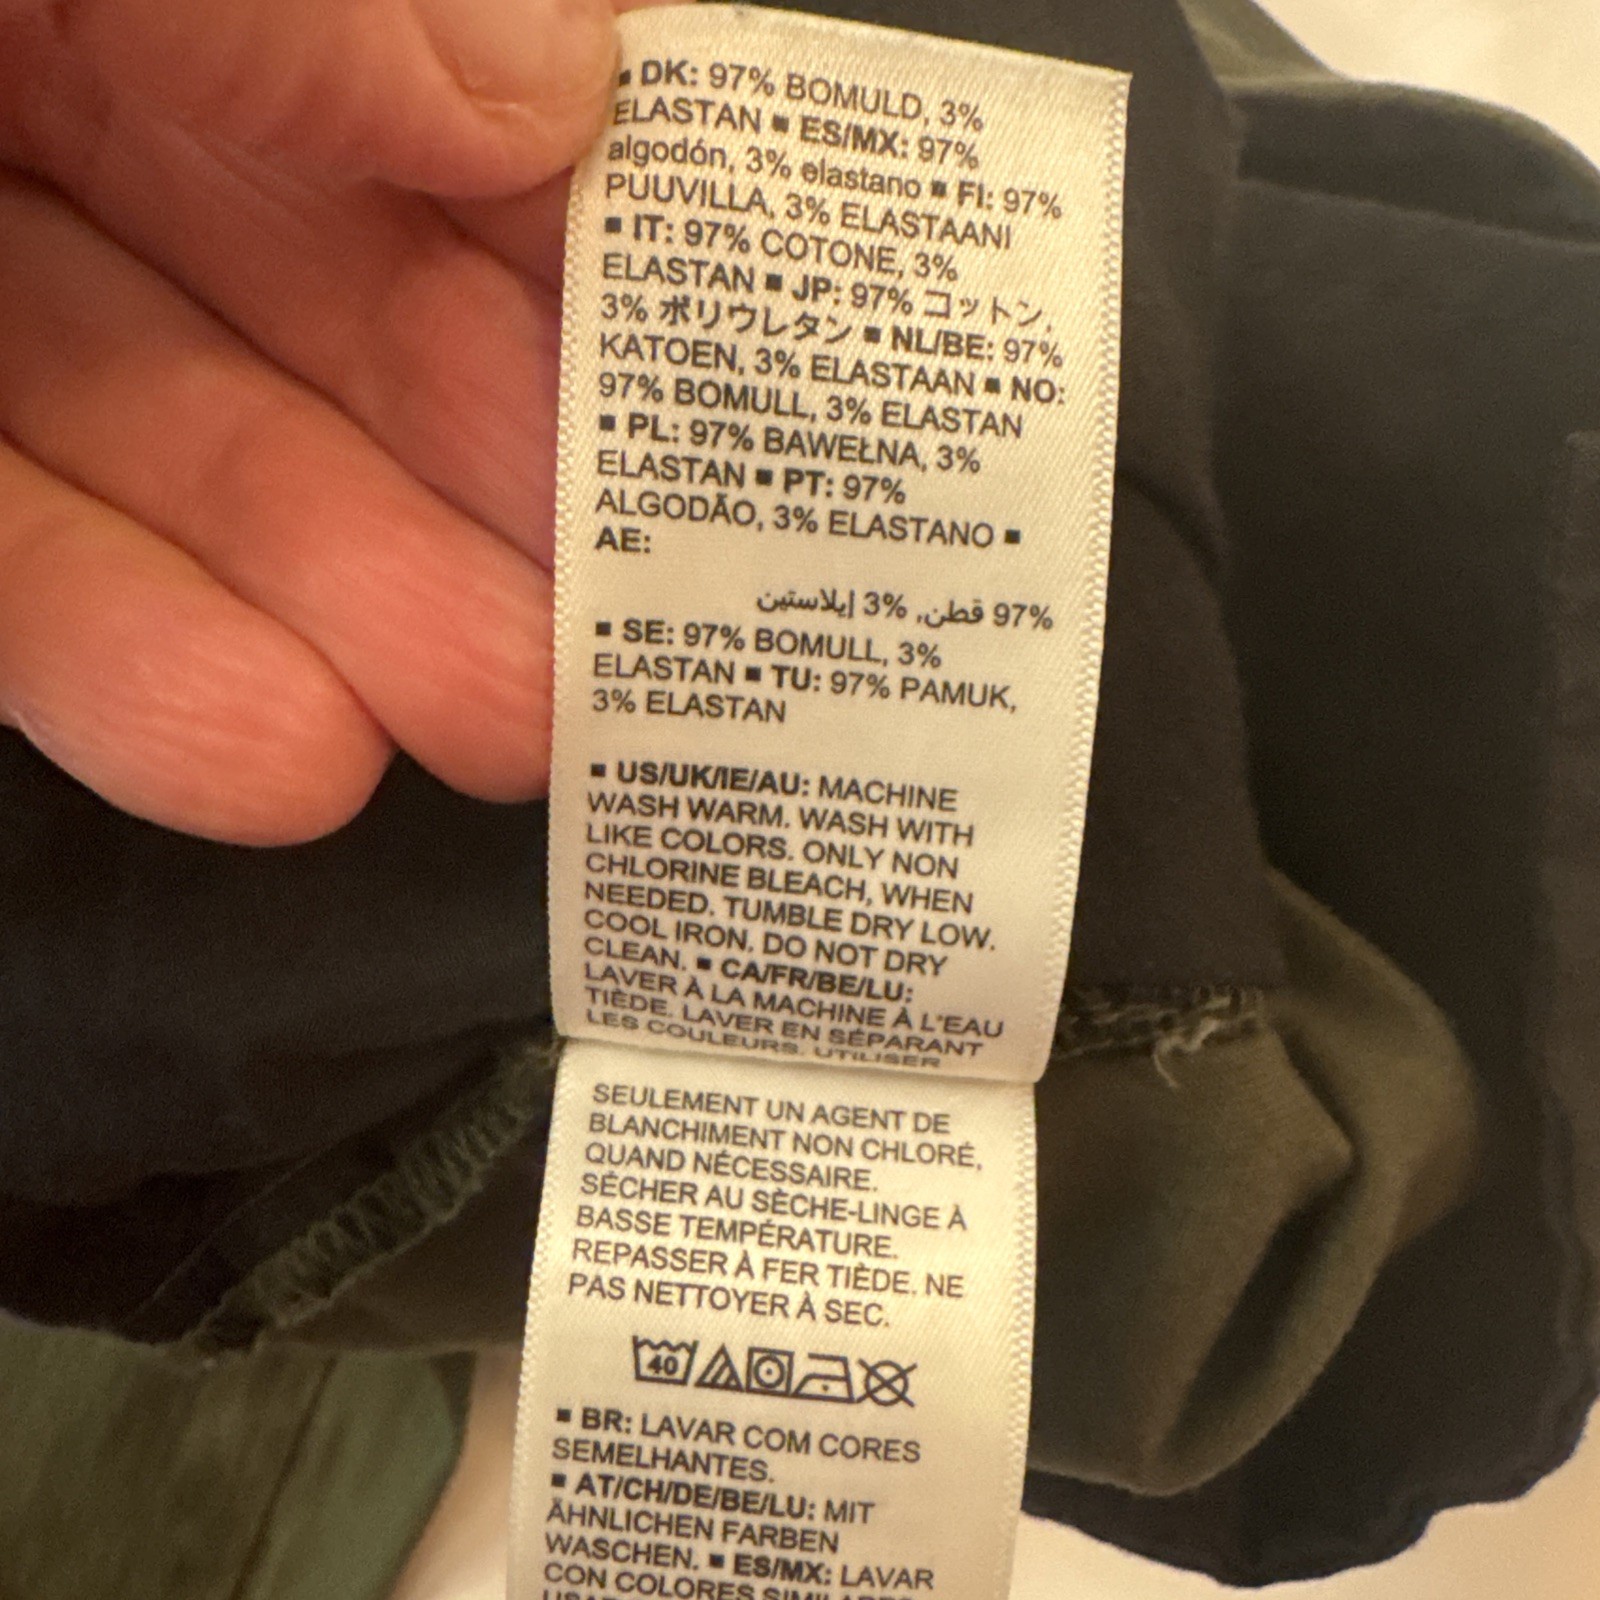 ▪ DK: 97% BOMULD, 3%
ELASTAN ▪ ES/MX: 97%
algodón, 3% elastano ▪ FI: 97%
PUUVILLA, 3% ELASTAANI
▪ IT: 97% COTONE, 3%
ELASTAN ▪ JP: 97% コットン,
3% ポリウレタン ▪ NL/BE: 97%
KATOEN, 3% ELASTAAN ▪ NO:
97% BOMULL, 3% ELASTAN
▪ PL: 97% BAWEŁNA, 3%
ELASTAN ▪ PT: 97%
ALGODÃO, 3% ELASTANO ▪
AE:
97% قطن, 3% إيلاستين
▪ SE: 97% BOMULL, 3%
ELASTAN ▪ TU: 97% PAMUK,
3% ELASTAN
▪ US/UK/IE/AU: MACHINE
WASH WARM. WASH WITH
LIKE COLORS. ONLY NON
CHLORINE BLEACH, WHEN
NEEDED. TUMBLE DRY LOW.
COOL IRON. DO NOT DRY
CLEAN. ▪ CA/FR/BE/LU:
LAVER À LA MACHINE À L'EAU
TIÈDE. LAVER EN SÉPARANT
LES COULEURS. UTILISER
SEULEMENT UN AGENT DE
BLANCHIMENT NON CHLORÉ,
QUAND NÉCESSAIRE.
SÉCHER AU SÈCHE-LINGE À
BASSE TEMPÉRATURE.
REPASSER À FER TIÈDE. NE
PAS NETTOYER À SEC.
40
▪ BR: LAVAR COM CORES
SEMELHANTES.
▪ AT/CH/DE/BE/LU: MIT
ÄHNLICHEN FARBEN
WASCHEN. ▪ ES/MX: LAVAR
CON COLORES SIMILARES